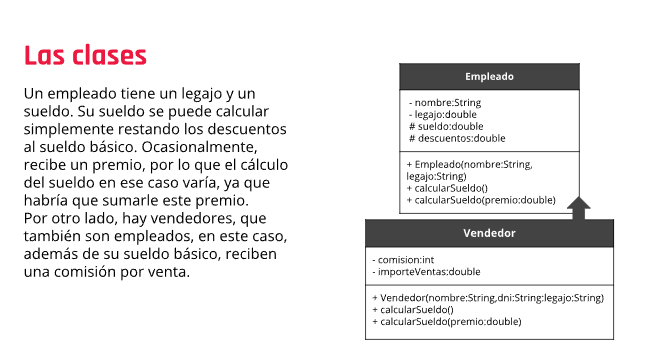 Las clases
Un empleado tiene un legajo y un
sueldo. Su sueldo se puede calcular
simplemente restando los descuentos
al sueldo básico. Ocasionalmente,
recibe un premio, por lo que el cálculo
del sueldo en ese caso varía, ya que
habría que sumarle este premio.
Por otro lado, hay vendedores, que
también son empleados, en este caso,
además de su sueldo básico, reciben
una comisión por venta.
Empleado
- nombre:String
- legajo:double
# sueldo:double
# descuentos:double
+ Empleado(nombre:String,
legajo:String)
+ calcularSueldo()
+ calcularSueldo(premio:double)
Vendedor
- comision:int
- importeVentas:double
+ Vendedor(nombre:String,dni:String:legajo:String)
+ calcularSueldo()
+ calcularSueldo(premio:double)